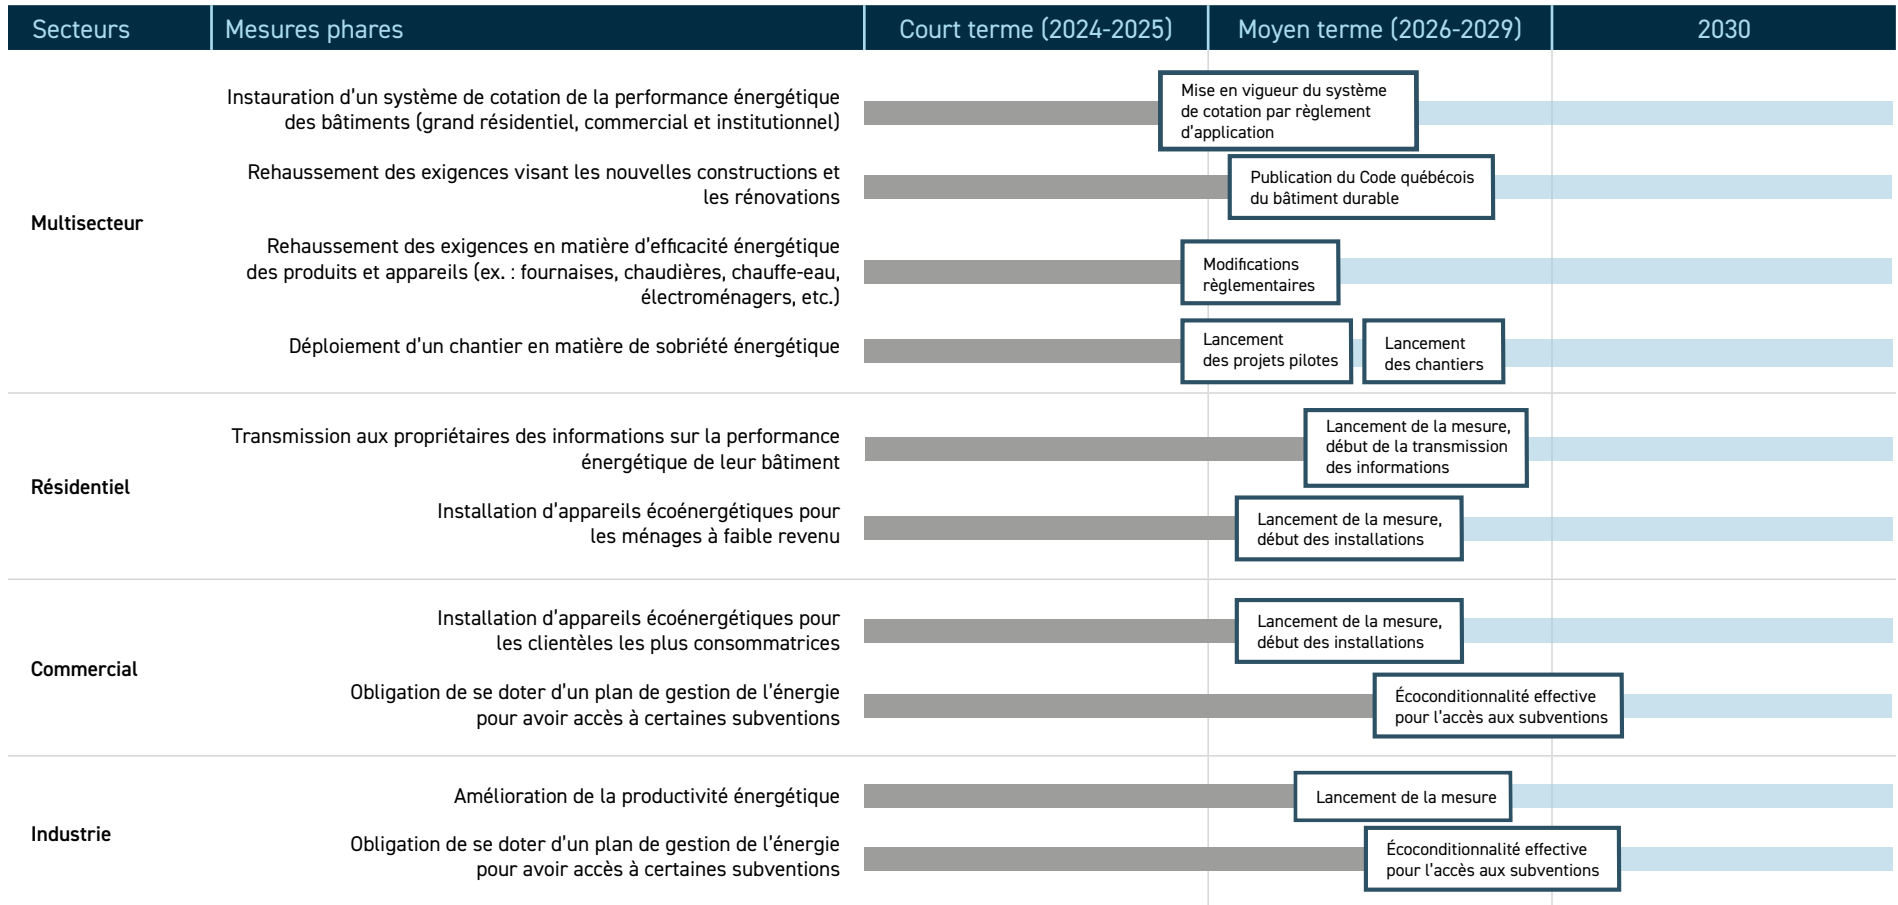 Secteurs
Mesures phares
Court terme (2024-2025)
Moyen terme (2026-2029)
2030
Multisecteur
Instauration d’un système de cotation de la performance énergétique
des bâtiments (grand résidentiel, commercial et institutionnel)
Mise en vigueur du système
de cotation par règlement
d’application
Rehaussement des exigences visant les nouvelles constructions et
les rénovations
Publication du Code québécois
du bâtiment durable
Rehaussement des exigences en matière d’efficacité énergétique
des produits et appareils (ex. : fournaises, chaudières, chauffe-eau,
électroménagers, etc.)
Modifications
règlementaires
Déploiement d’un chantier en matière de sobriété énergétique
Lancement
des projets pilotes
Lancement
des chantiers
Résidentiel
Transmission aux propriétaires des informations sur la performance
énergétique de leur bâtiment
Lancement de la mesure,
début de la transmission
des informations
Installation d’appareils écoénergétiques pour
les ménages à faible revenu
Lancement de la mesure,
début des installations
Commercial
Installation d’appareils écoénergétiques pour
les clientèles les plus consommatrices
Lancement de la mesure,
début des installations
Obligation de se doter d’un plan de gestion de l’énergie
pour avoir accès à certaines subventions
Écoconditionnalité effective
pour l’accès aux subventions
Industrie
Amélioration de la productivité énergétique
Lancement de la mesure
Obligation de se doter d’un plan de gestion de l’énergie
pour avoir accès à certaines subventions
Écoconditionnalité effective
pour l’accès aux subventions